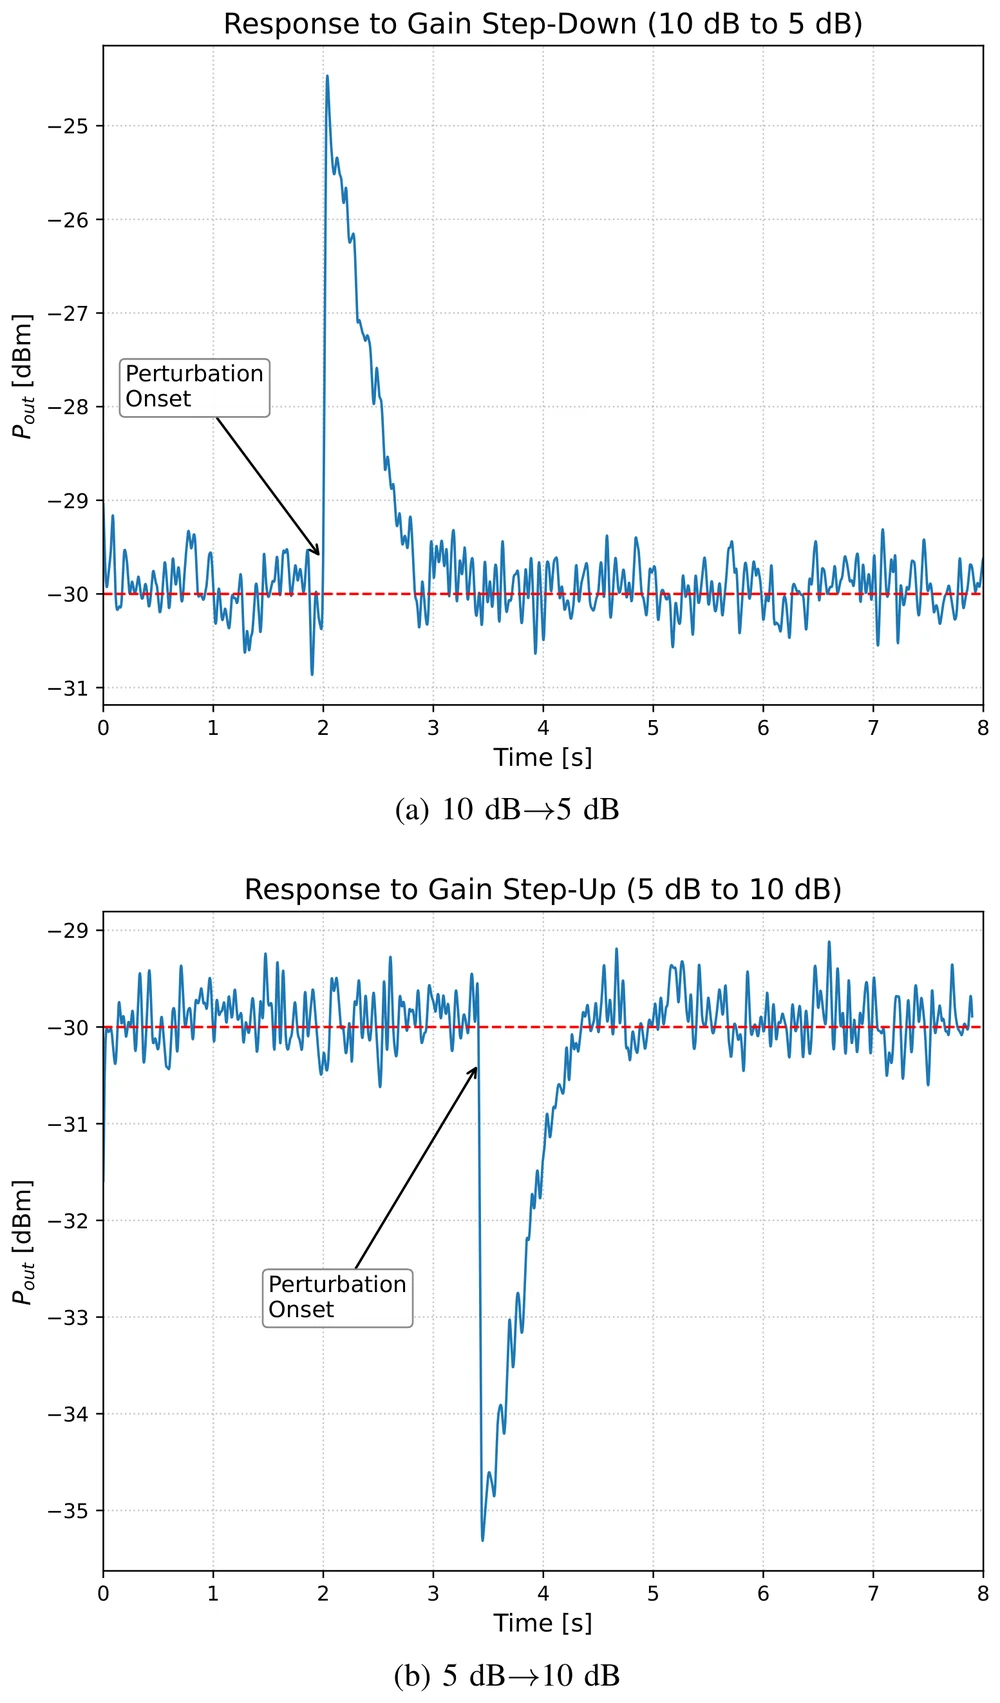 Response to Gain Step-Down (10 dB to 5 dB)
−25
−26
−27
−28
−29
−30
−31
P_out [dBm]
Perturbation
Onset
0 1 2 3 4 5 6 7 8
Time [s]
(a) 10 dB→5 dB
Response to Gain Step-Up (5 dB to 10 dB)
−29
−30
−31
−32
−33
−34
−35
P_out [dBm]
Perturbation
Onset
0 1 2 3 4 5 6 7 8
Time [s]
(b) 5 dB→10 dB